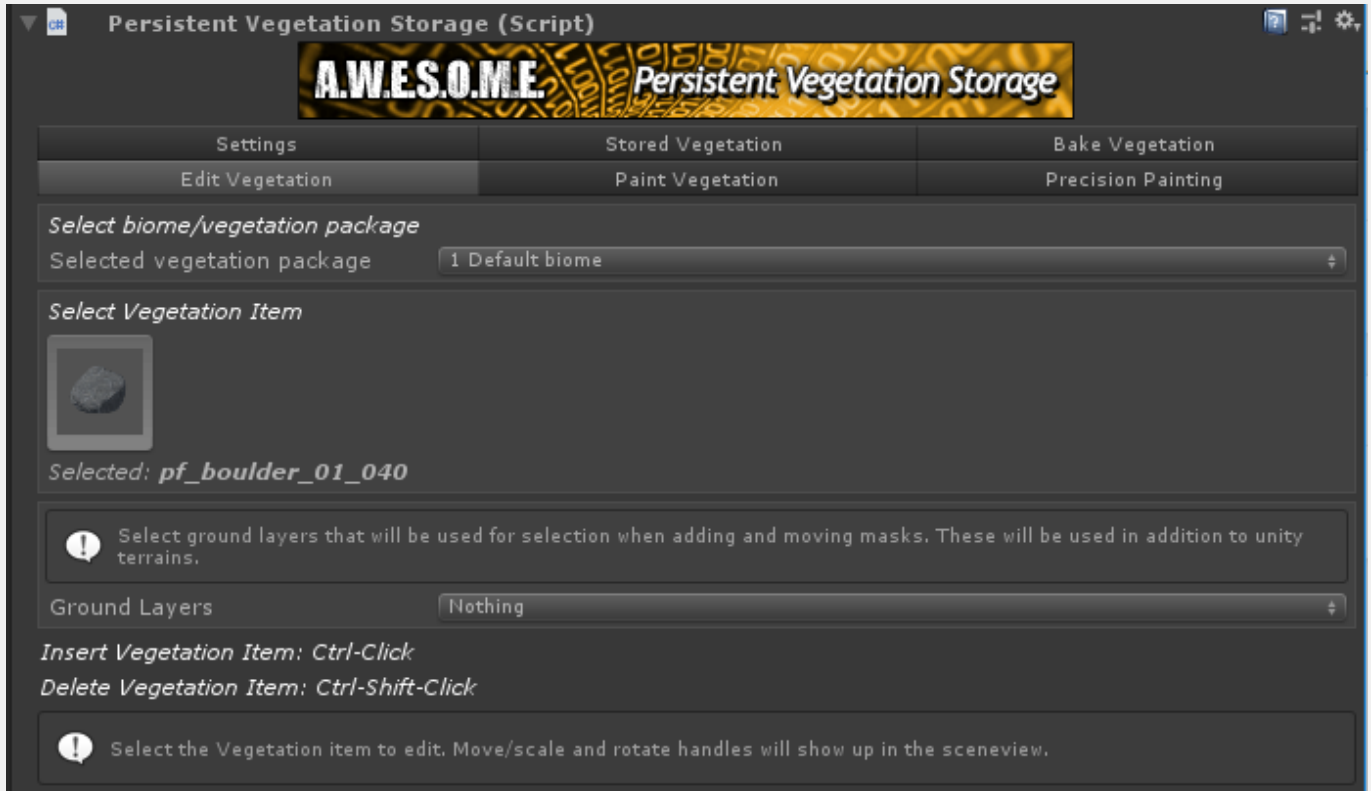 Persistent Vegetation Storage (Script)
A.W.E.S.O.M.E. Persistent Vegetation Storage
Settings Stored Vegetation Bake Vegetation
Edit Vegetation Paint Vegetation Precision Painting
Select biome/vegetation package
Selected vegetation package 1 Default biome
Select Vegetation Item
Selected: pf_boulder_01_040
Select ground layers that will be used for selection when adding and moving masks. These will be used in addition to unity
terrains.
Ground Layers Nothing
Insert Vegetation Item: Ctrl-Click
Delete Vegetation Item: Ctrl-Shift-Click
Select the Vegetation item to edit. Move/scale and rotate handles will show up in the sceneview.